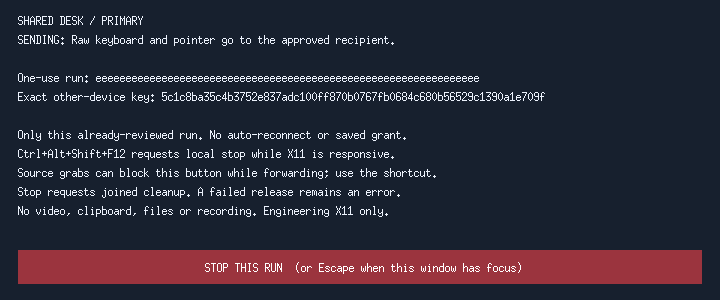 SHARED DESK / PRIMARY
SENDING: Raw keyboard and pointer go to the approved recipient.
One-use run: eeeeeeeeeeeeeeeeeeeeeeeeeeeeeeeeeeeeeeeeeeeeeeeeeeeeeeeeeeeeeeee
Exact other-device key: 5c1c8ba35c4b3752e837adc100ff870b0767fb0684c680b56529c1390a1e709f
Only this already-reviewed run. No auto-reconnect or saved grant.
Ctrl+Alt+Shift+F12 requests local stop while X11 is responsive.
Source grabs can block this button while forwarding; use the shortcut.
Stop requests joined cleanup. A failed release remains an error.
No video, clipboard, files or recording. Engineering X11 only.
STOP THIS RUN  (or Escape when this window has focus)